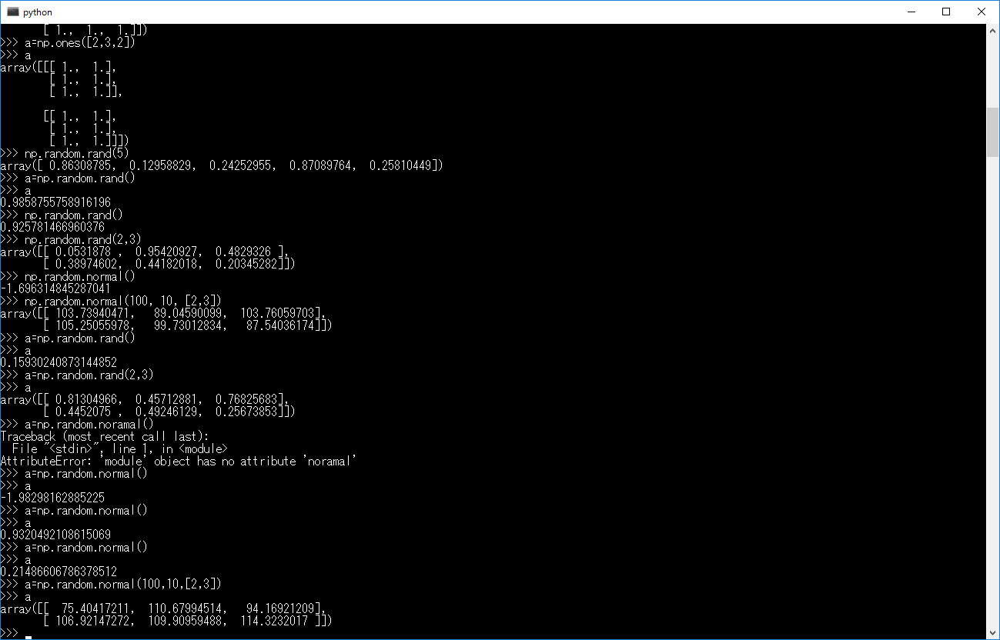 python
[ 1.,  1.,  1.]])
>>> a=np.ones([2,3,2])
>>> a
array([[[ 1.,  1.],
        [ 1.,  1.],
        [ 1.,  1.]],
       [[ 1.,  1.],
        [ 1.,  1.],
        [ 1.,  1.]]])
>>> np.random.rand(5)
array([ 0.86308785,  0.12958829,  0.24252955,  0.87089764,  0.25810449])
>>> a=np.random.rand()
>>> a
0.9858755758916196
>>> np.random.rand()
0.925781466960376
>>> np.random.rand(2,3)
array([[ 0.0531878 ,  0.95420927,  0.4829326 ],
       [ 0.38974602,  0.44182018,  0.20345282]])
>>> np.random.normal()
-1.696314845287041
>>> np.random.normal(100, 10, [2,3])
array([[ 103.73940471,   89.04590099,  103.76059703],
       [ 105.25055978,   99.73012834,   87.54036174]])
>>> a=np.random.rand()
>>> a
0.15930240873144852
>>> a=np.random.rand(2,3)
>>> a
array([[ 0.81304966,  0.45712881,  0.76825683],
       [ 0.4452075 ,  0.49246129,  0.25673853]])
>>> a=np.random.noramal()
Traceback (most recent call last):
  File "<stdin>", line 1, in <module>
AttributeError: 'module' object has no attribute 'noramal'
>>> a=np.random.normal()
>>> a
-1.98298162885225
>>> a=np.random.normal()
>>> a
0.9320492108615069
>>> a=np.random.normal()
>>> a
0.21486606786378512
>>> a=np.random.normal(100,10,[2,3])
>>> a
array([[  75.40417211,  110.67994514,   94.16921209],
       [ 106.92147272,  109.90959488,  114.3232017 ]])
>>>